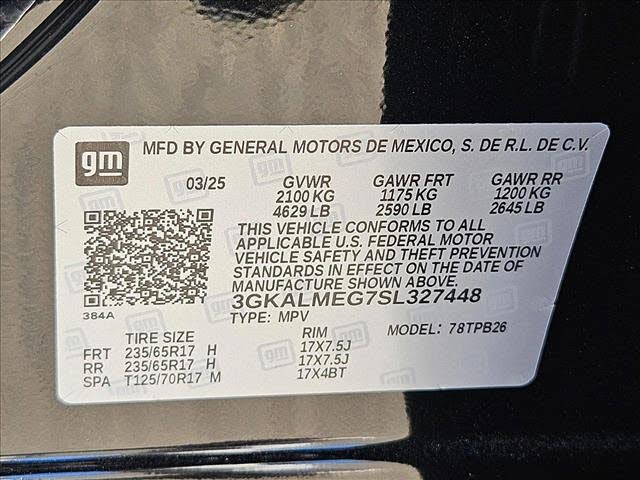 gm
MFD BY GENERAL MOTORS DE MEXICO, S. DE R.L. DE C.V.
03/25 GVWR GAWR FRT GAWR RR
2100 KG 1175 KG 1200 KG
4629 LB 2590 LB 2645 LB
THIS VEHICLE CONFORMS TO ALL
APPLICABLE U.S. FEDERAL MOTOR
VEHICLE SAFETY AND THEFT PREVENTION
STANDARDS IN EFFECT ON THE DATE OF
MANUFACTURE SHOWN ABOVE.
3GKALMEG7SL327448
384A
TYPE: MPV MODEL: 78TPB26
TIRE SIZE RIM
FRT 235/65R17 H 17X7.5J
RR 235/65R17 H 17X7.5J
SPA T125/70R17 M 17X4BT